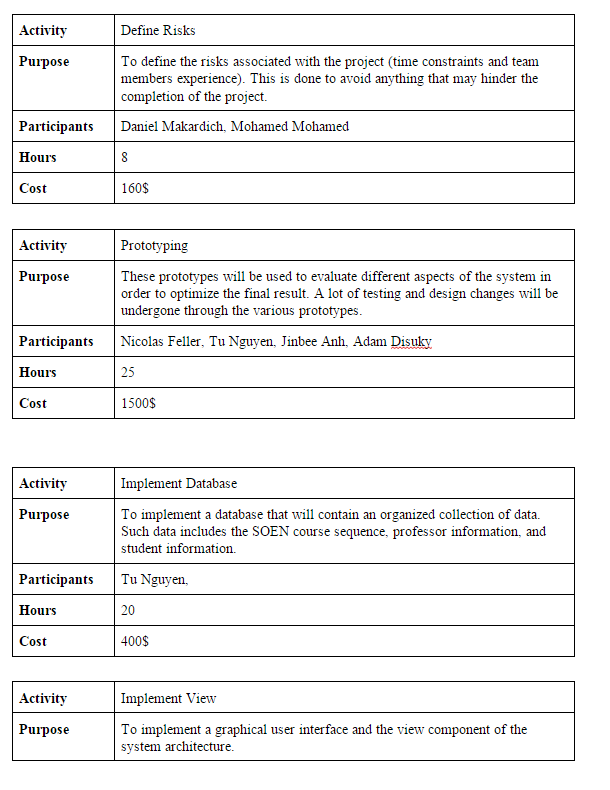 Activity Define Risks
Purpose To define the risks associated with the project (time constraints and team
members experience). This is done to avoid anything that may hinder the
completion of the project.
Participants Daniel Makardich, Mohamed Mohamed
Hours 8
Cost 160$
Activity Prototyping
Purpose These prototypes will be used to evaluate different aspects of the system in
order to optimize the final result. A lot of testing and design changes will be
undergone through the various prototypes.
Participants Nicolas Feller, Tu Nguyen, Jinbee Anh, Adam Disuky
Hours 25
Cost 1500$
Activity Implement Database
Purpose To implement a database that will contain an organized collection of data.
Such data includes the SOEN course sequence, professor information, and
student information.
Participants Tu Nguyen,
Hours 20
Cost 400$
Activity Implement View
Purpose To implement a graphical user interface and the view component of the
system architecture.